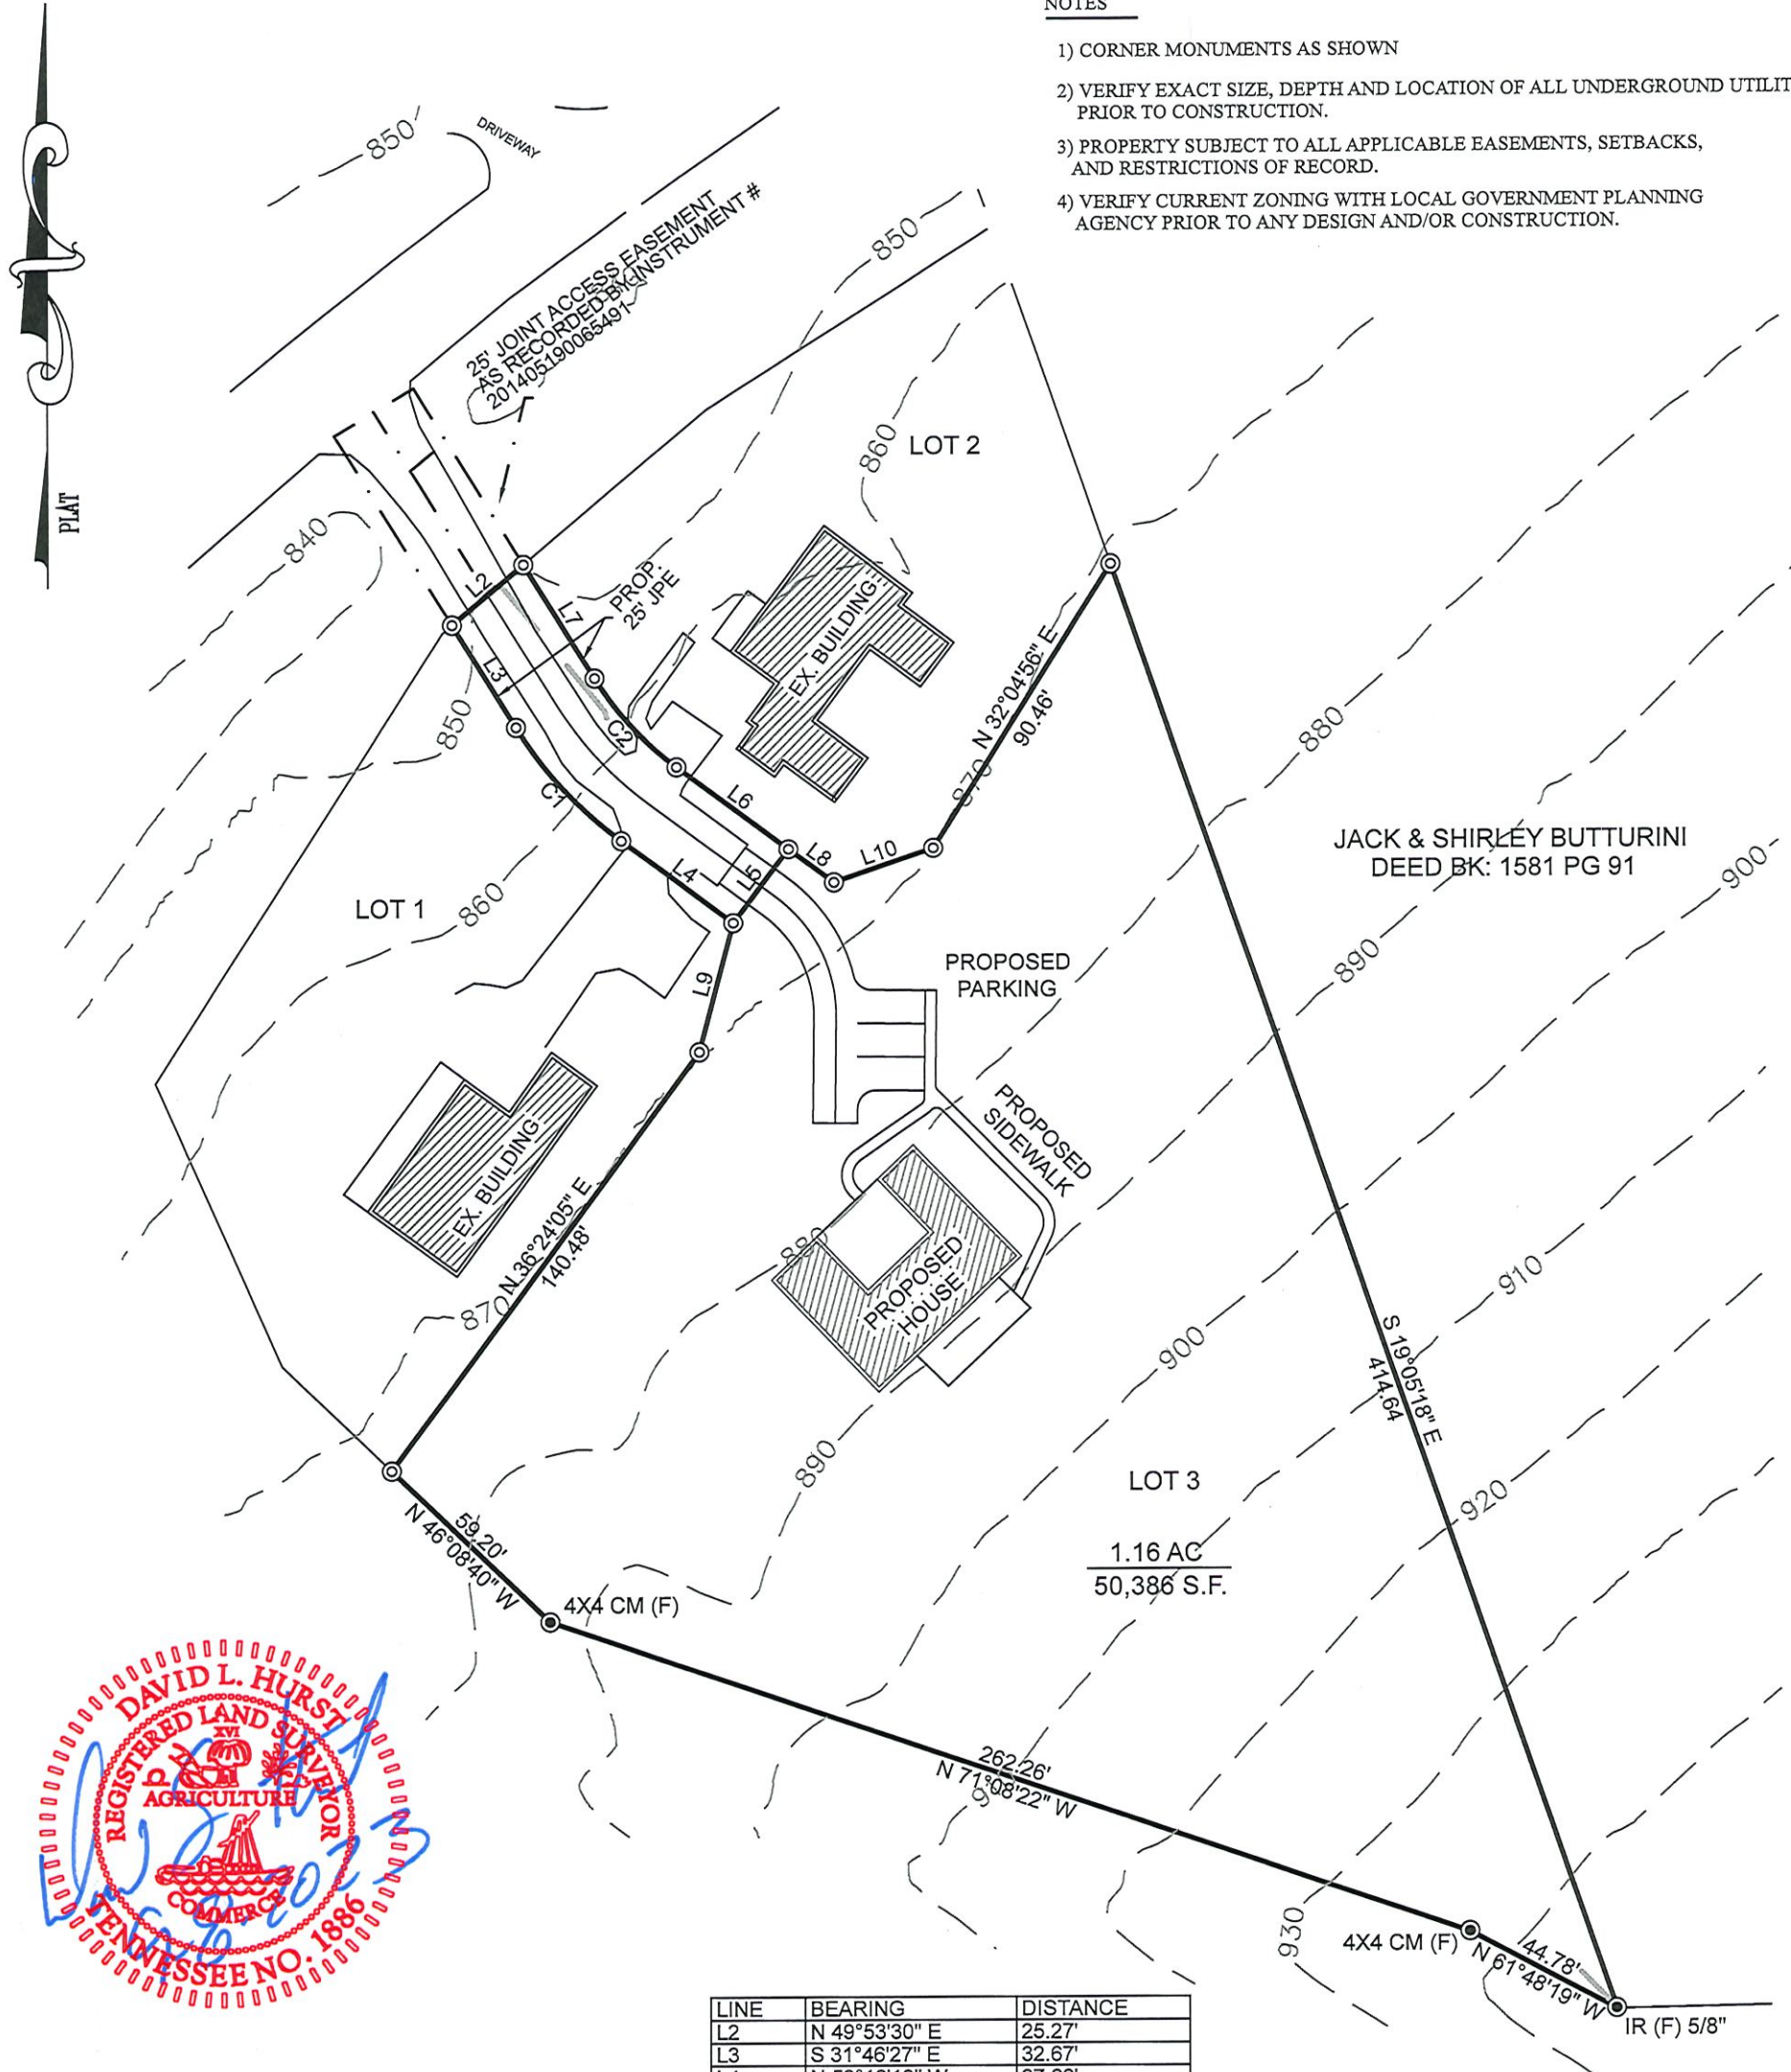 NOTES
1) CORNER MONUMENTS AS SHOWN
2) VERIFY EXACT SIZE, DEPTH AND LOCATION OF ALL UNDERGROUND UTILIT
PRIOR TO CONSTRUCTION.
3) PROPERTY SUBJECT TO ALL APPLICABLE EASEMENTS, SETBACKS,
AND RESTRICTIONS OF RECORD.
4) VERIFY CURRENT ZONING WITH LOCAL GOVERNMENT PLANNING
AGENCY PRIOR TO ANY DESIGN AND/OR CONSTRUCTION.
PLAT
850
DRIVEWAY
25' JOINT ACCESS EASEMENT
AS RECORDED BY INSTRUMENT #
201405190065491
850
860
LOT 2
840
L2
L7
PROP.
25' JPE
L3
850
C2
EX. BUILDING
N 32°04'56" E
90.46'
870
880
C1
L6
L8
L10
L4
L5
JACK & SHIRLEY BUTTURINI
DEED BK: 1581 PG 91
900
LOT 1
860
890
L9
PROPOSED
PARKING
PROPOSED
SIDEWALK
EX. BUILDING
N 36°24'05" E
140.48'
870
880
PROPOSED
HOUSE
910
900
S 19°05'18" E
414.64
890
LOT 3
920
1.16 AC
50,386 S.F.
59.20'
N 46°08'40" W
4X4 CM (F)
262.26'
N 71°08'22" W
930
4X4 CM (F)
44.78'
N 61°48'19" W
IR (F) 5/8"
DAVID L. HURST
REGISTERED LAND SURVEYOR
XVI
AGRICULTURE
COMMERCE
TENNESSEE NO. 1886
LINE BEARING DISTANCE
L2 N 49°53'30" E 25.27'
L3 S 31°46'27" E 32.67'